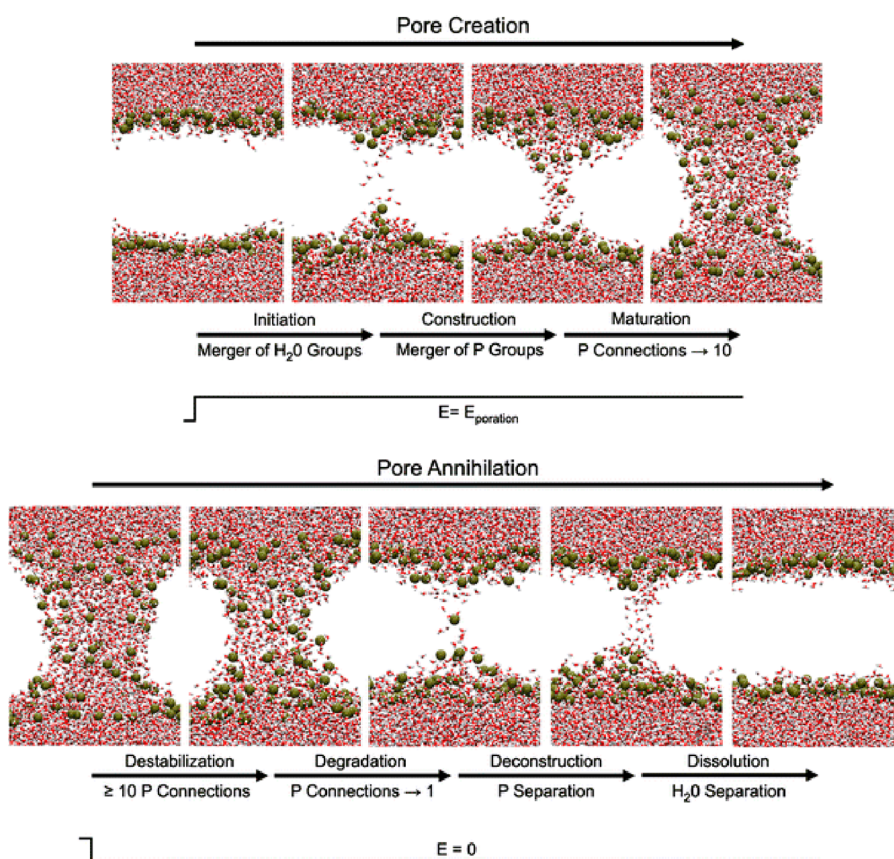 Pore Creation
Initiation Construction Maturation
Merger of H₂0 Groups Merger of P Groups P Connections → 10
E= E_poration
Pore Annihilation
Destabilization Degradation Deconstruction Dissolution
≥ 10 P Connections P Connections → 1 P Separation H₂0 Separation
E = 0